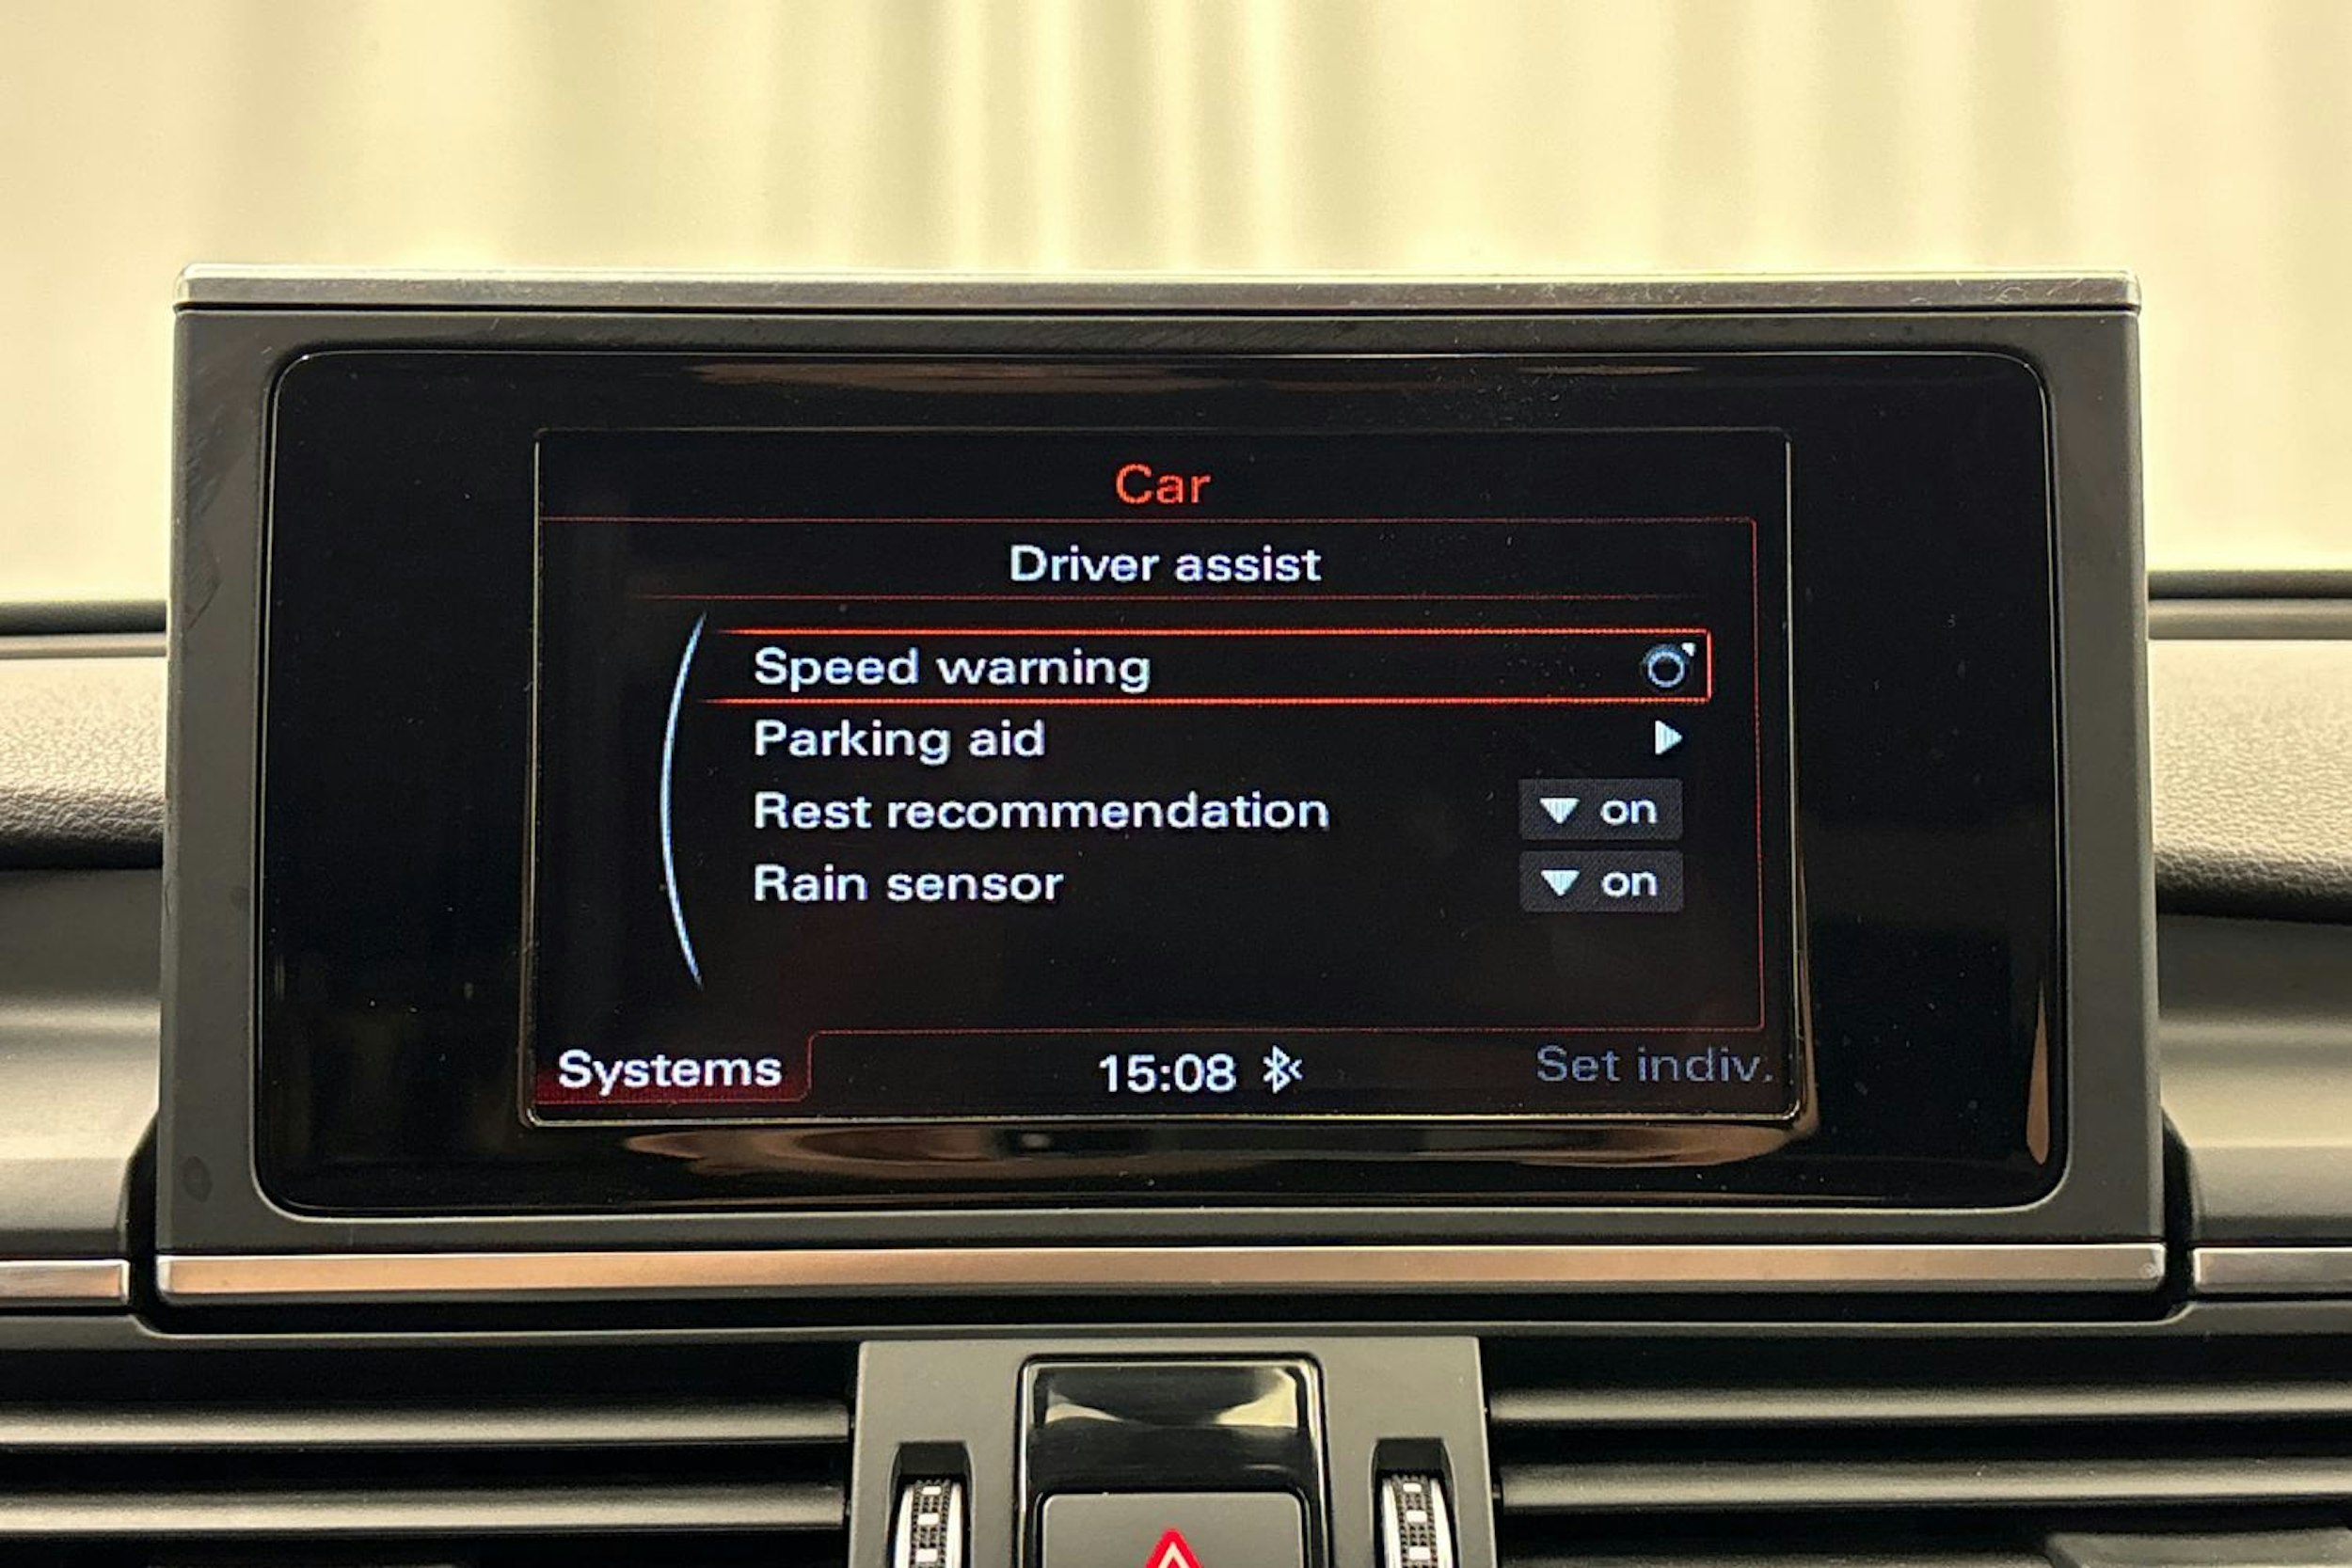 Car
Driver assist
Speed warning
Parking aid
Rest recommendation on
Rain sensor on
Systems 15:08 Set indiv.